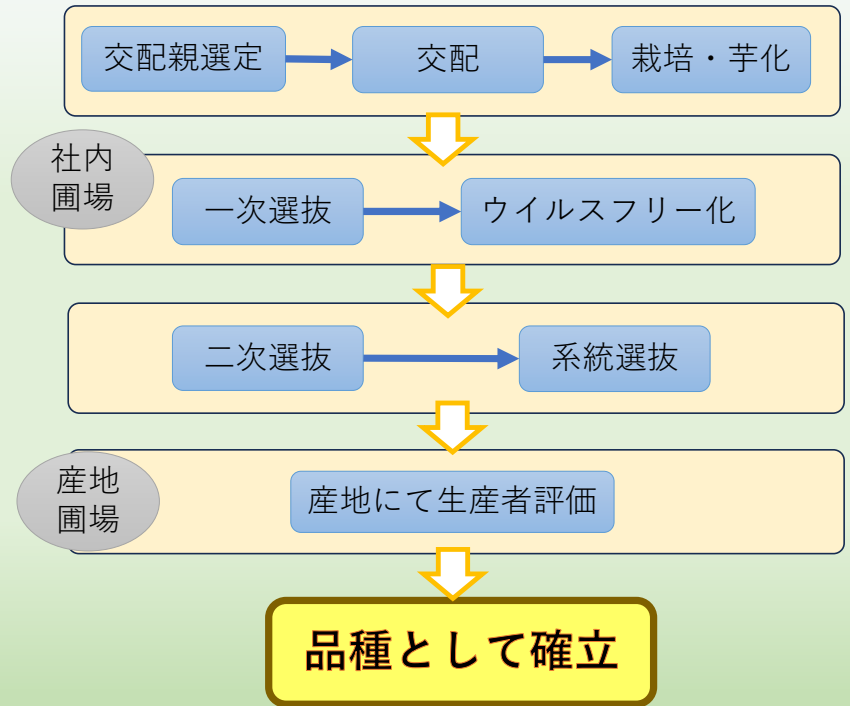 交配親選定
交配
栽培・芋化
社内
圃場
一次選抜
ウイルスフリー化
二次選抜
系統選抜
産地
圃場
産地にて生産者評価
品種として確立